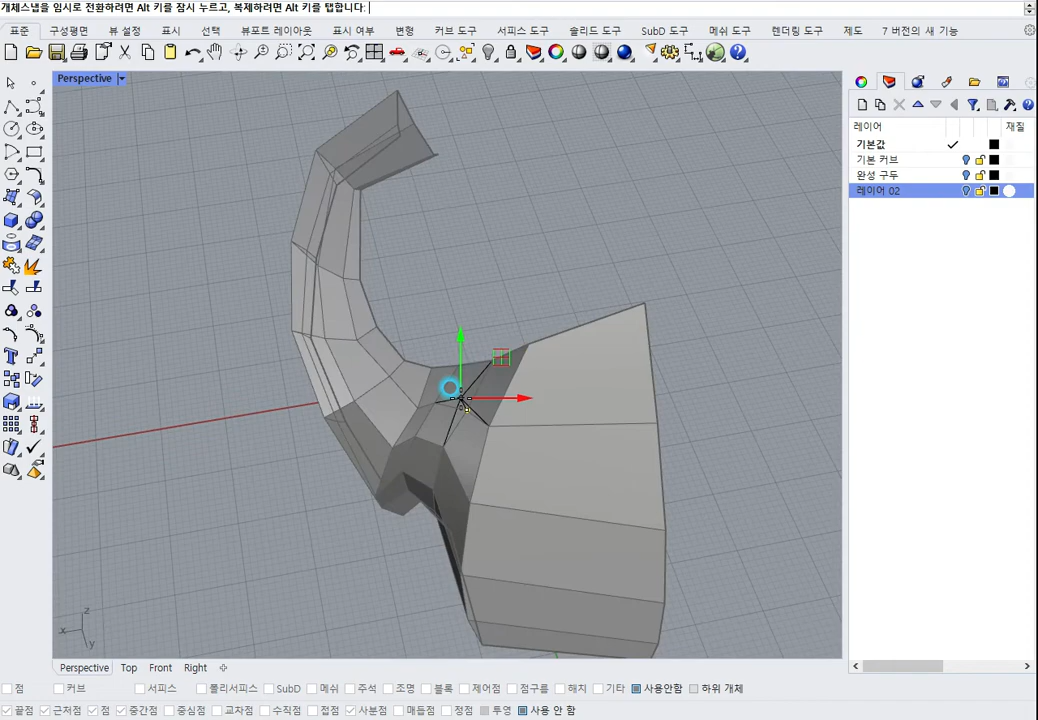 개체스냅을 임시로 전환하려면 Alt 키를 잠시 누르고, 복제하려면 Alt 키를 탭합니다:
표준 구성평면 뷰 설정 표시 선택 뷰포트 레이아웃 표시 여부 변형 커브 도구 서피스 도구 솔리드 도구 SubD 도구 메쉬 도구 렌더링 도구 제도 7 버전의 새 기능
Perspective
레이어 재질
기본값
기본 커브
완성 구두
레이어 02
z
x
y
Perspective Top Front Right
점 커브 서피스 폴리서피스 SubD 메쉬 주석 조명 블록 제어점 점구름 해치 기타 사용안함 하위 개체
끝점 근처점 점 중간점 중심점 교차점 수직점 접점 사분점 매듭점 정점 투영 사용 안 함